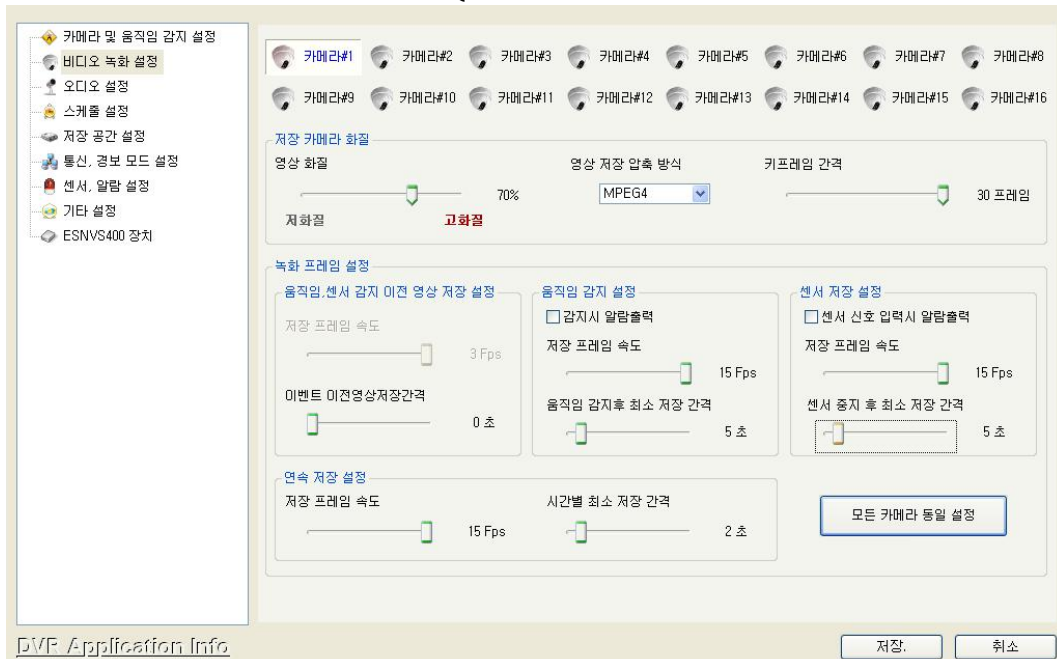 카메라 및 움직임 감지 설정
비디오 녹화 설정
오디오 설정
스케줄 설정
저장 공간 설정
통신, 경보 모드 설정
센서, 알람 설정
기타 설정
ESNVS400 장치
카메라#1 카메라#2 카메라#3 카메라#4 카메라#5 카메라#6 카메라#7 카메라#8
카메라#9 카메라#10 카메라#11 카메라#12 카메라#13 카메라#14 카메라#15 카메라#16
저장 카메라 화질
영상 화질 영상 저장 압축 방식 키프레임 간격
70% MPEG4 30 프레임
저화질 고화질
녹화 프레임 설정
움직임,센서 감지 이전 영상 저장 설정
저장 프레임 속도
3 Fps
이벤트 이전영상저장간격
0 초
움직임 감지 설정
감지시 알람출력
저장 프레임 속도
15 Fps
움직임 감지후 최소 저장 간격
5 초
센서 저장 설정
센서 신호 입력시 알람출력
저장 프레임 속도
15 Fps
센서 중지 후 최소 저장 간격
5 초
연속 저장 설정
저장 프레임 속도 시간별 최소 저장 간격
15 Fps 2 초
모든 카메라 동일 설정
DVR Application Info
저장. 취소